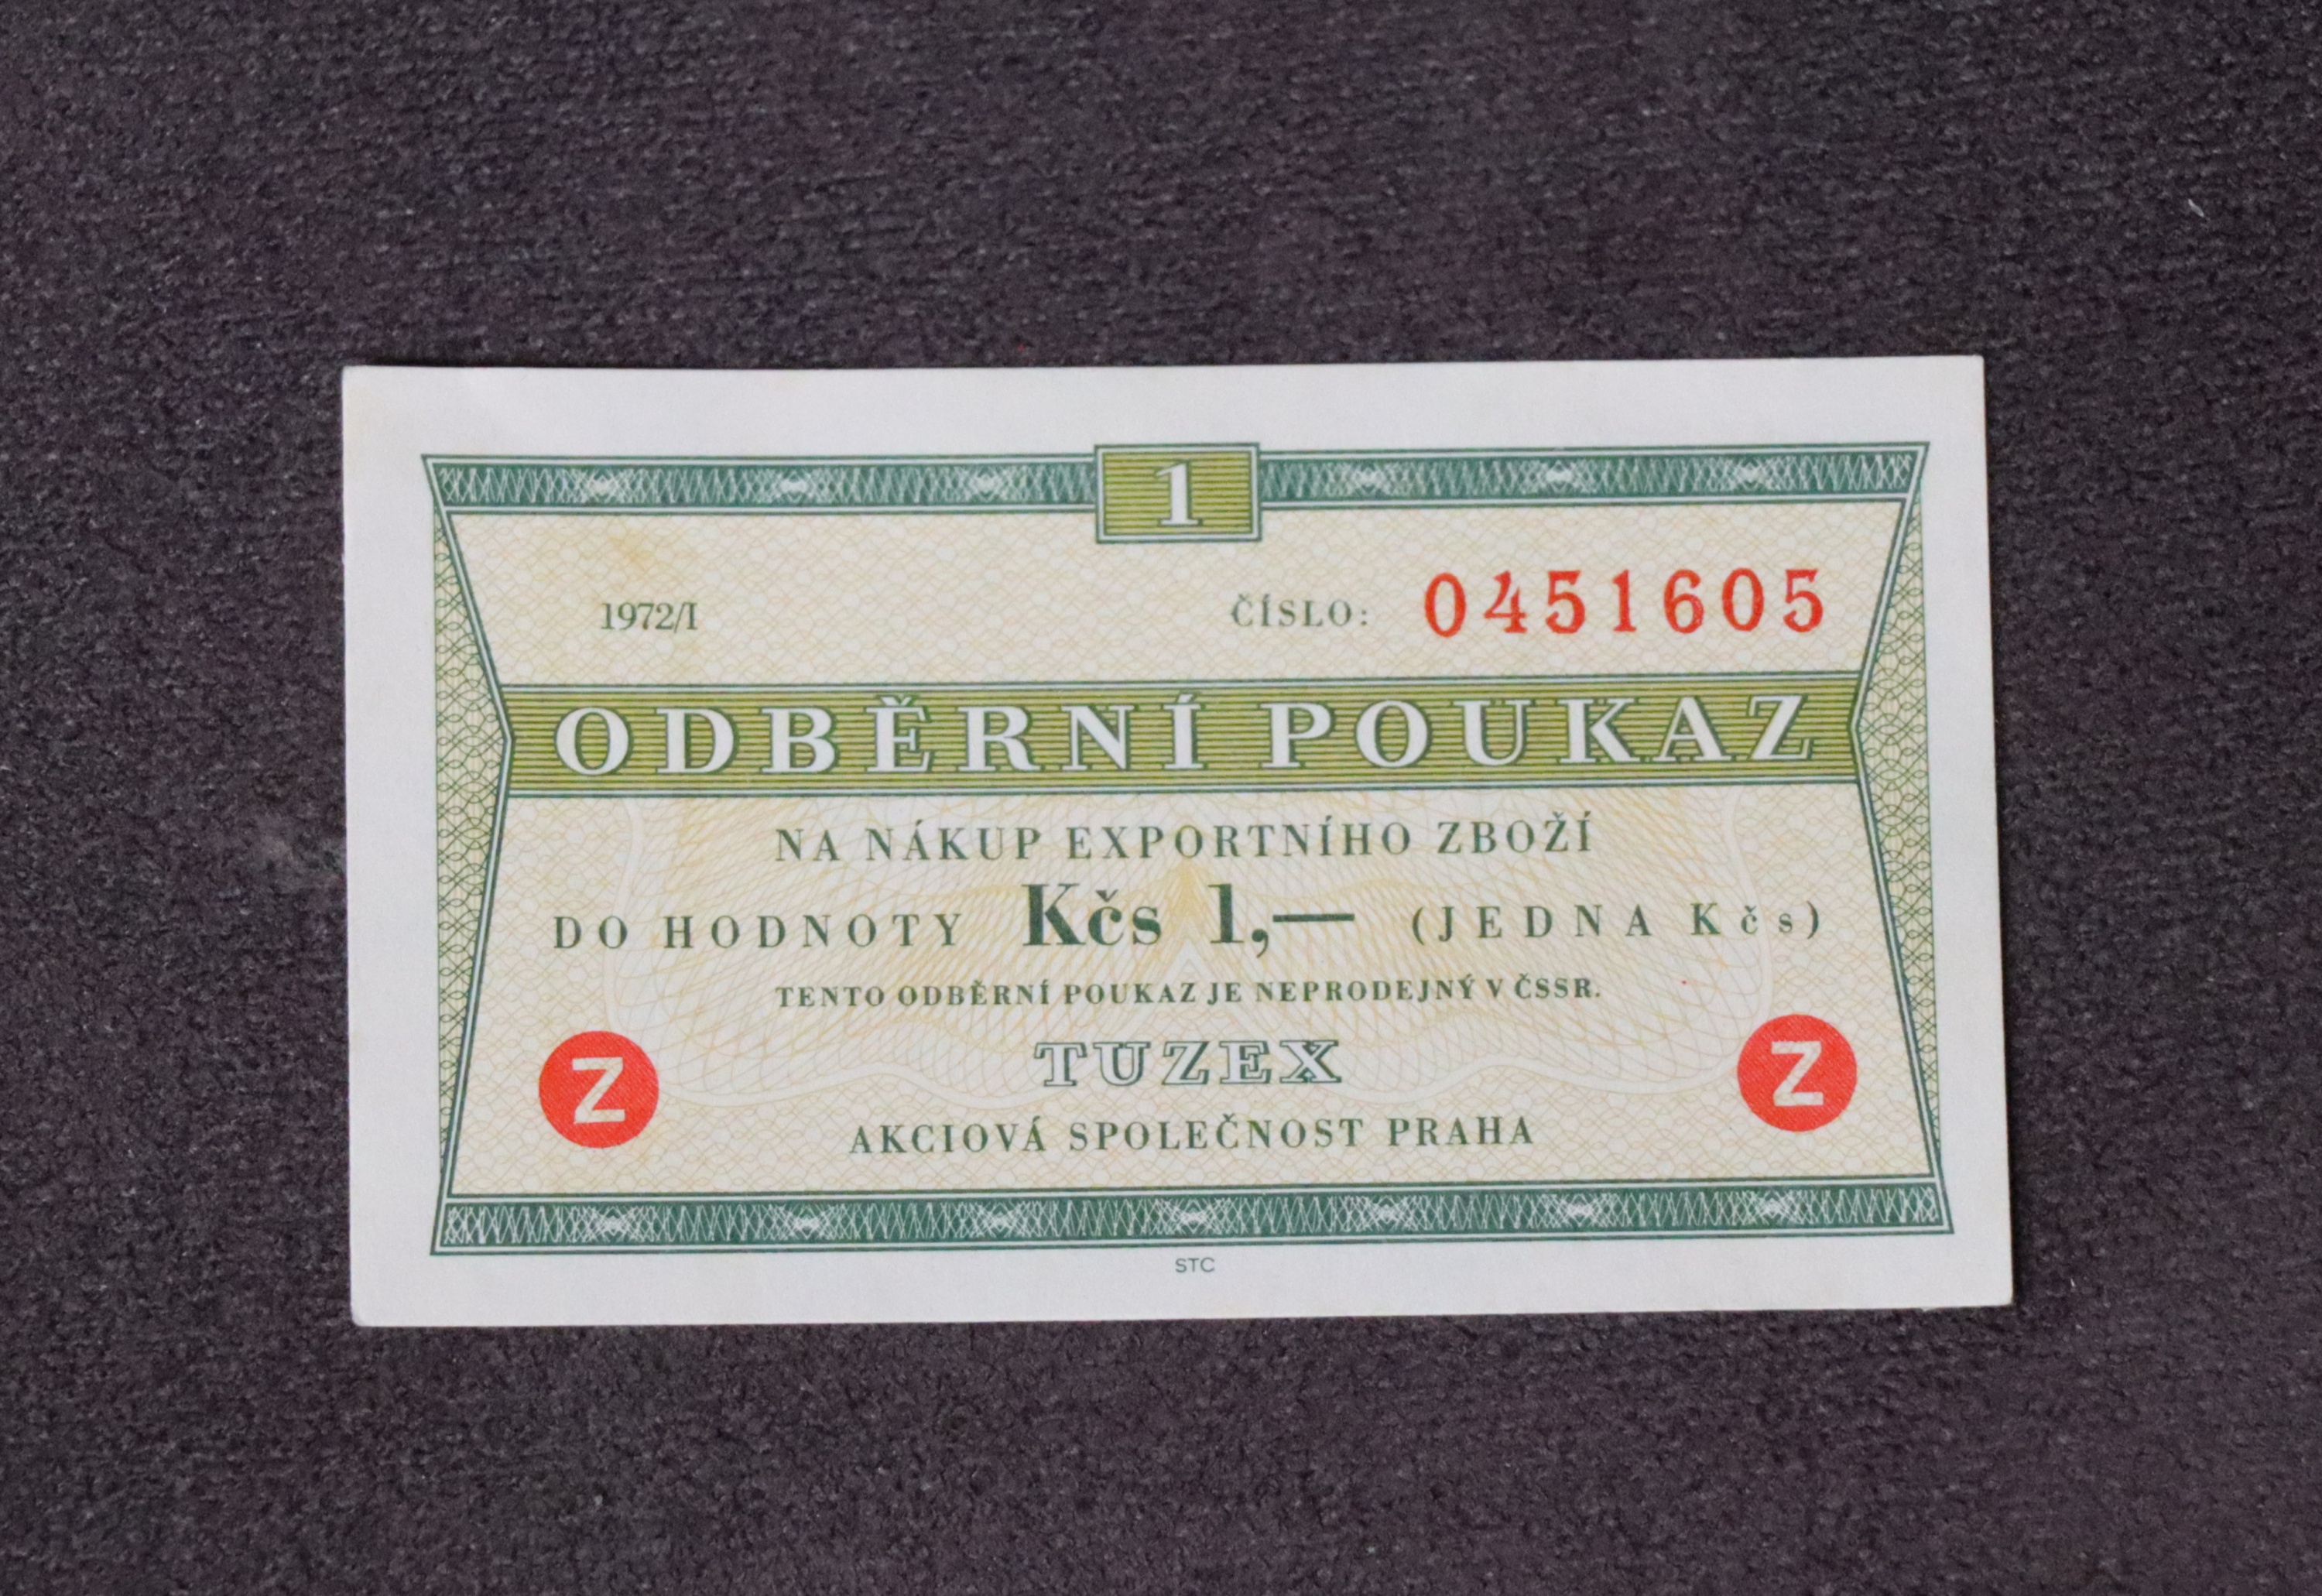 1
1972/I ČÍSLO: 0451605
ODBĚRNÍ POUKAZ
NA NÁKUP EXPORTNÍHO ZBOŽÍ
DO HODNOTY Kčs 1,— (JEDNA Kčs)
TENTO ODBĚRNÍ POUKAZ JE NEPRODEJNÝ V ČSSR.
Z TUZEX Z
AKCIOVÁ SPOLEČNOST PRAHA
STC